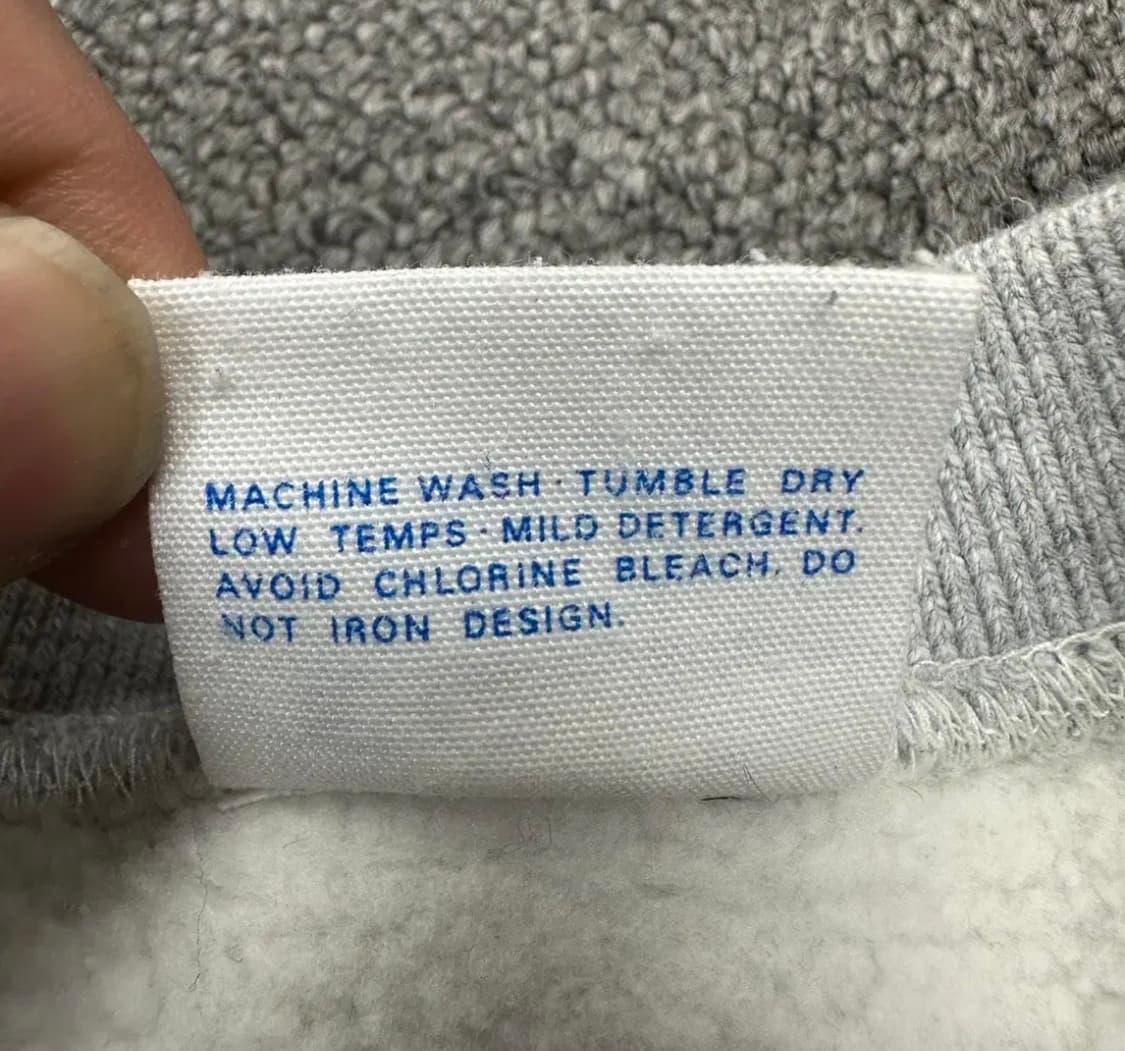 MACHINE WASH · TUMBLE DRY
LOW TEMPS · MILD DETERGENT.
AVOID CHLORINE BLEACH. DO
NOT IRON DESIGN.